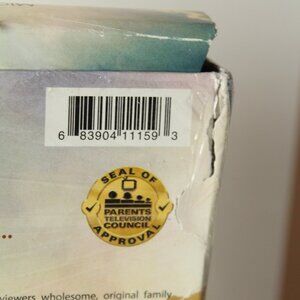 6 83904 11159 3
SEAL OF
PARENTS
TELEVISION
COUNCIL
APPROVAL
viewers wholesome, original family